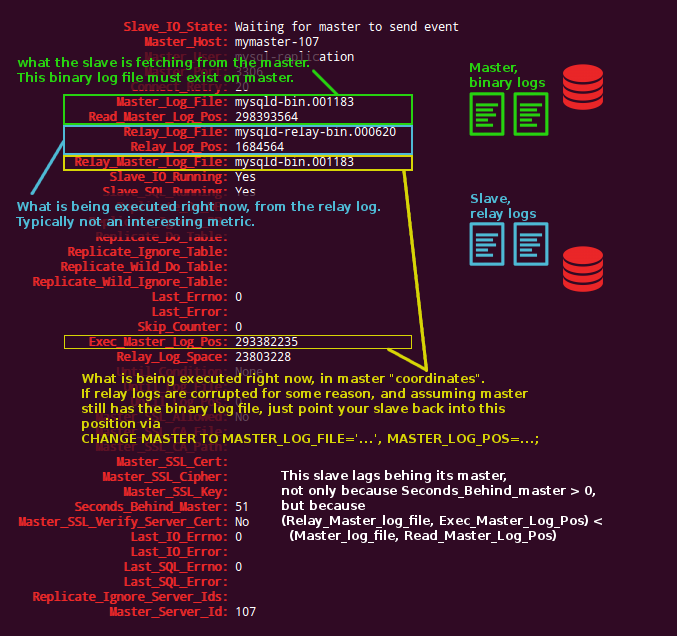 Slave_IO_State: Waiting for master to send event
Master_Host: mymaster-107
Master_User: mysql-replication
what the slave is fetching from the master.
This binary log file must exist on master.
Connect_Retry: 20
Master_Log_File: mysqld-bin.001183
Read_Master_Log_Pos: 298393564
Relay_Log_File: mysqld-relay-bin.000620
Relay_Log_Pos: 1684564
Relay_Master_Log_File: mysqld-bin.001183
Slave_IO_Running: Yes
Slave_SQL_Running: Yes
What is being executed right now, from the relay log.
Typically not an interesting metric.
Replicate_Do_Table:
Replicate_Ignore_Table:
Replicate_Wild_Do_Table:
Replicate_Wild_Ignore_Table:
Last_Errno: 0
Last_Error:
Skip_Counter: 0
Exec_Master_Log_Pos: 293382235
Relay_Log_Space: 23803228
Until_Condition: None
What is being executed right now, in master "coordinates".
If relay logs are corrupted for some reason, and assuming master
still has the binary log file, just point your slave back into this
position via
CHANGE MASTER TO MASTER_LOG_FILE='...', MASTER_LOG_POS=...;
Master_SSL_Cert:
Master_SSL_Cipher:
Master_SSL_Key:
Seconds_Behind_Master: 51
Master_SSL_Verify_Server_Cert: No
Last_IO_Errno: 0
Last_IO_Error:
Last_SQL_Errno: 0
Last_SQL_Error:
Replicate_Ignore_Server_Ids:
Master_Server_Id: 107
This slave lags behing its master,
not only because Seconds_Behind_master > 0,
but because
(Relay_Master_log_file, Exec_Master_Log_Pos) <
(Master_log_file, Read_Master_Log_Pos)
Master,
binary logs
Slave,
relay logs